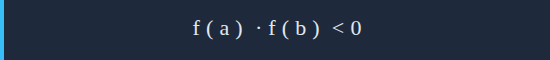 f ( a ) · f ( b ) < 0